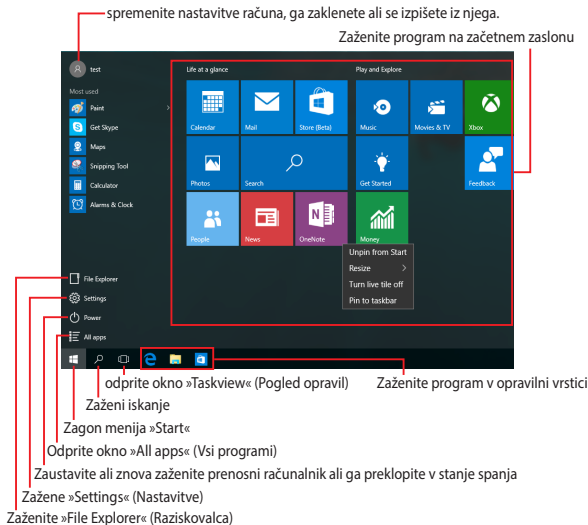 spremenite nastavitve računa, ga zaklenete ali se izpišete iz njega.
Zaženite program na začetnem zaslonu
test
Most used
Paint
Get Skype
Maps
Snipping Tool
Calculator
Alarms & Clock
File Explorer
Settings
Power
All apps
Life at a glance
Play and Explore
Calendar
Mail
Store (Beta)
Music
Movies & TV
Xbox
Photos
Search
Get Started
Feedback
People
News
OneNote
Money
Unpin from Start
Resize
Turn live tile off
Pin to taskbar
odprite okno »Taskview« (Pogled opravil)
Zaženite program v opravilni vrstici
Zaženi iskanje
Zagon menija »Start«
Odprite okno »All apps« (Vsi programi)
Zaustavite ali znova zaženite prenosni računalnik ali ga preklopite v stanje spanja
Zažene »Settings« (Nastavitve)
Zaženite »File Explorer« (Raziskovalca)